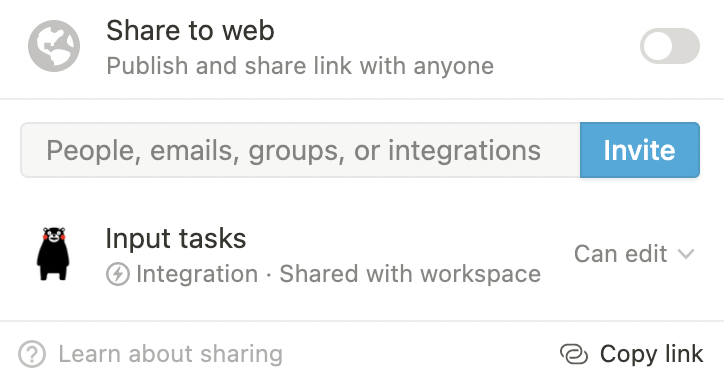 Share to web
Publish and share link with anyone
People, emails, groups, or integrations
Invite
Input tasks
Can edit
Integration · Shared with workspace
Learn about sharing
Copy link